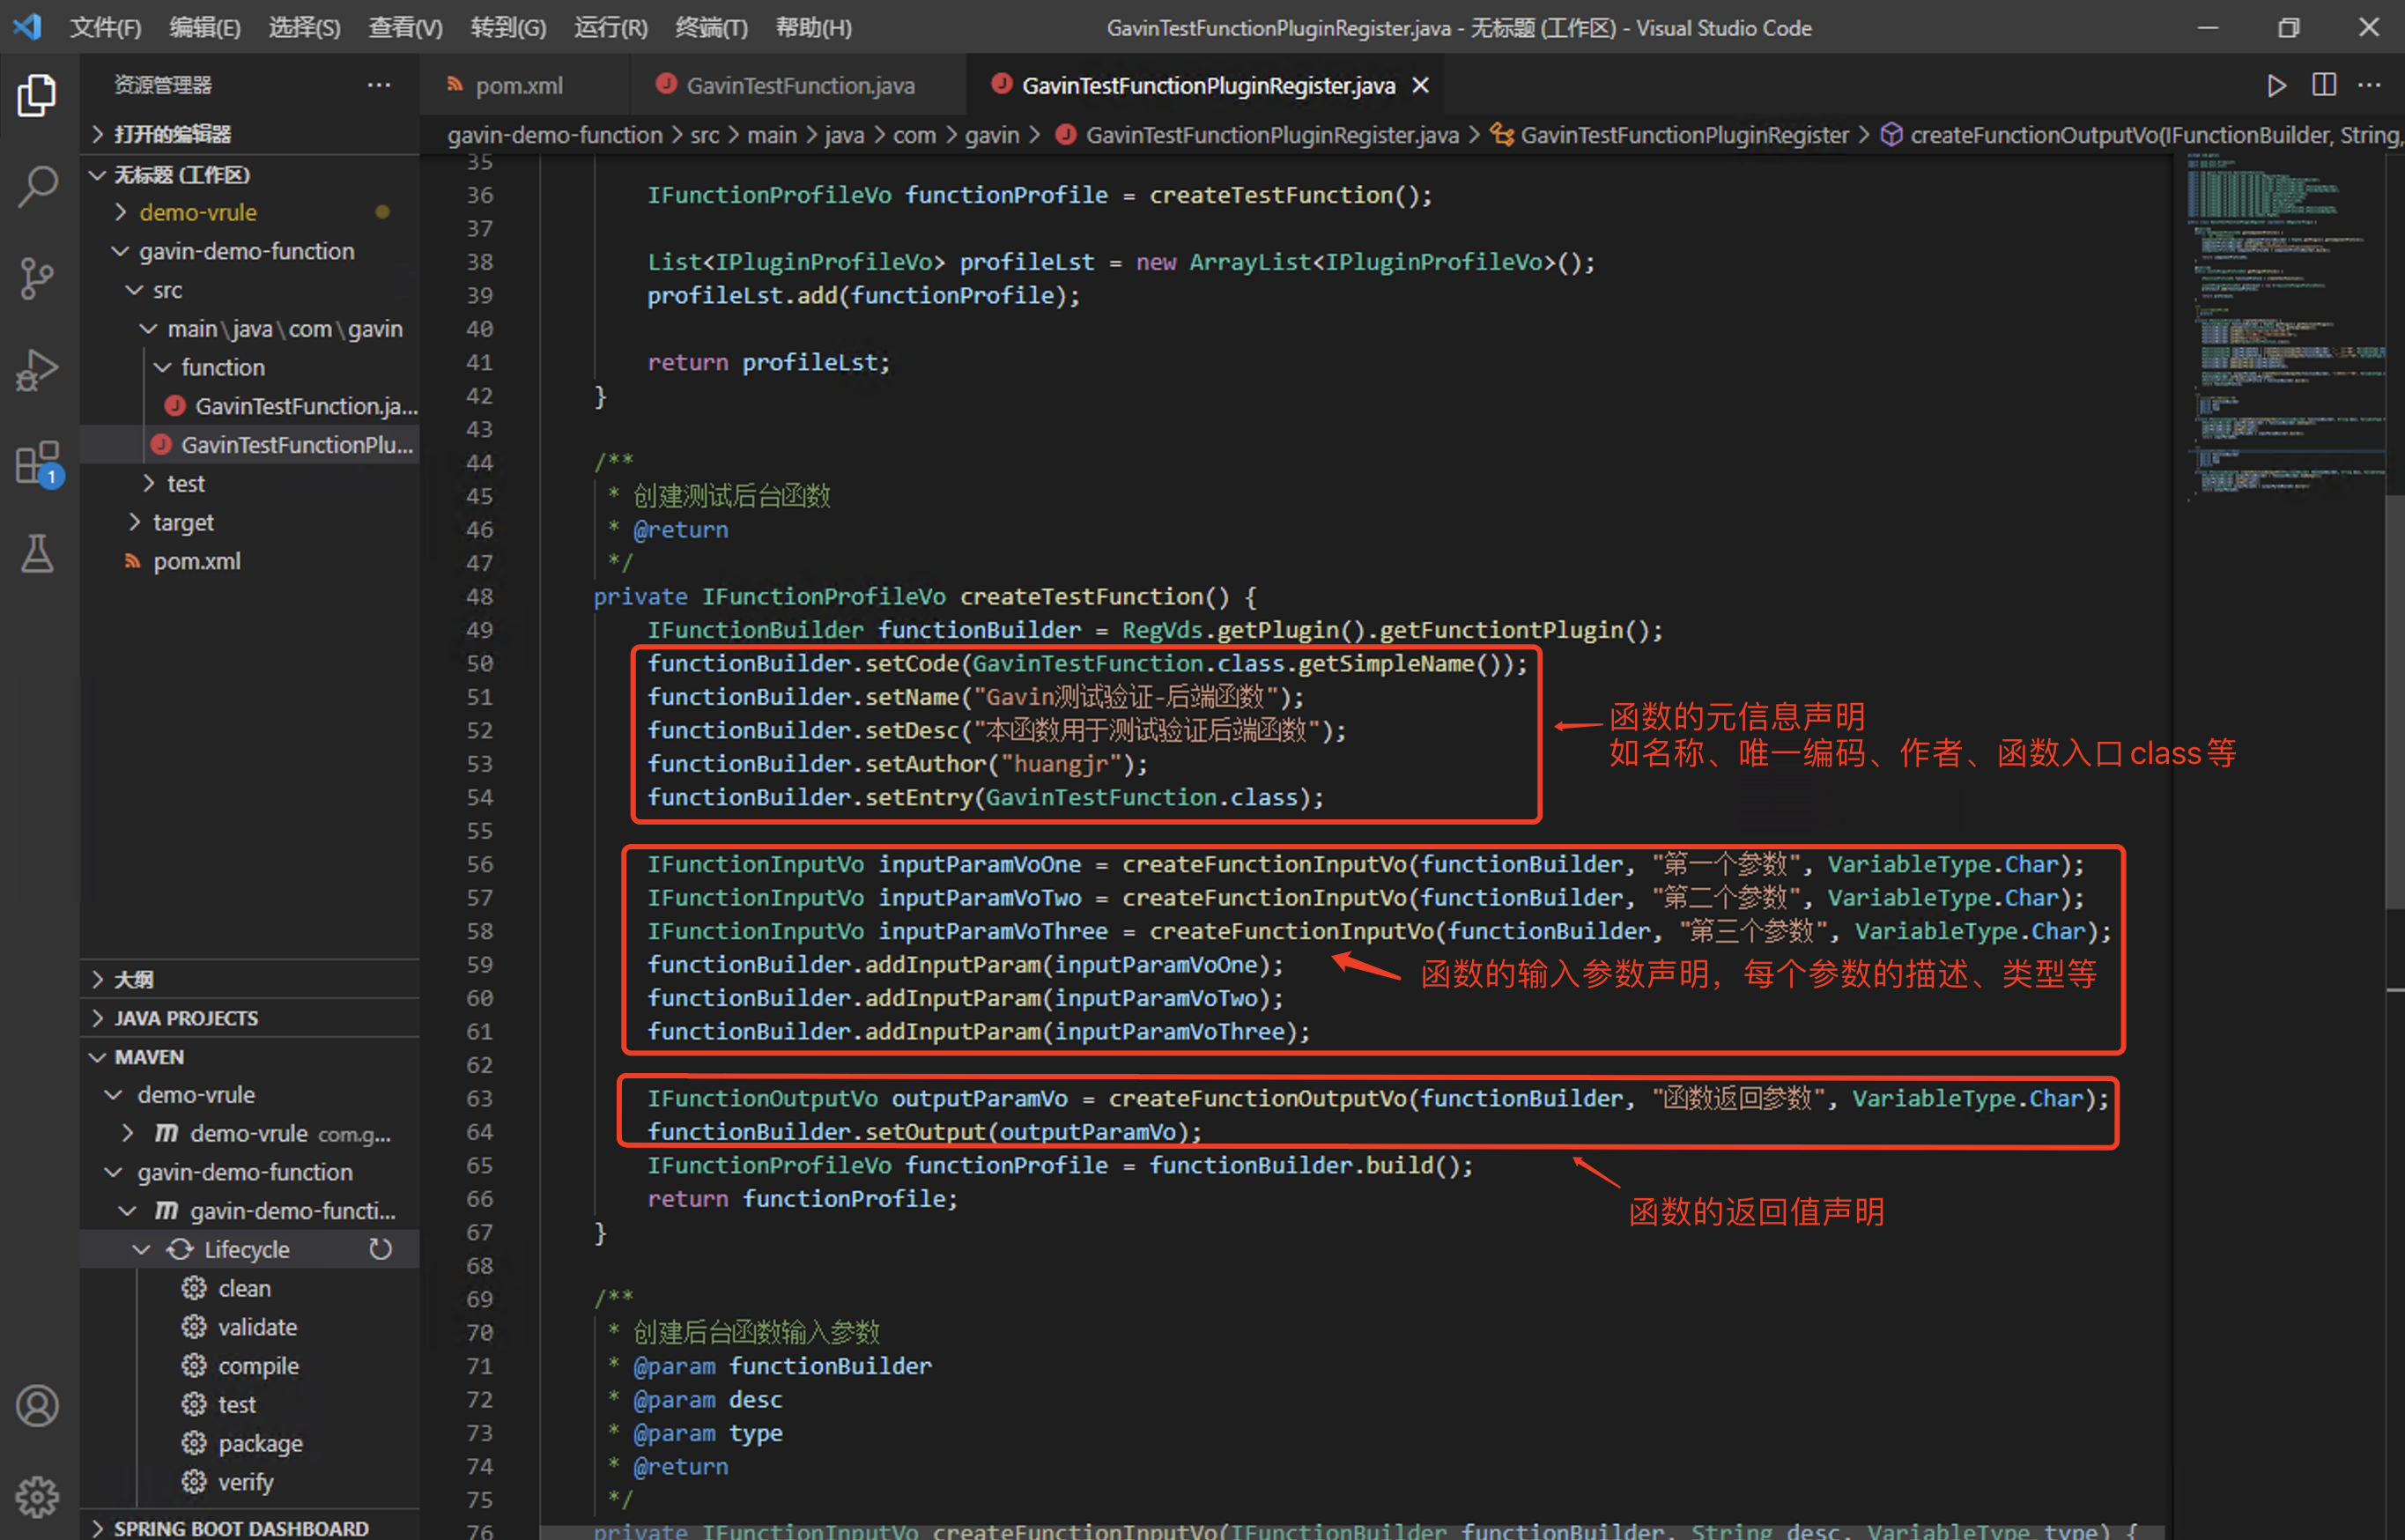 文件(F) 编辑(E) 选择(S) 查看(V) 转到(G) 运行(R) 终端(T) 帮助(H) GavinTestFunctionPluginRegister.java - 无标题 (工作区) - Visual Studio Code
资源管理器 ···
打开的编辑器
无标题 (工作区)
demo-vrule
gavin-demo-function
src
main\java\com\gavin
function
GavinTestFunction.ja...
GavinTestFunctionPlu...
test
target
pom.xml
1
大纲
JAVA PROJECTS
MAVEN
demo-vrule
demo-vrule com.g...
gavin-demo-function
gavin-demo-functi...
Lifecycle
clean
validate
compile
test
package
verify
SPRING BOOT DASHBOARD
pom.xml GavinTestFunction.java GavinTestFunctionPluginRegister.java
gavin-demo-function > src > main > java > com > gavin > GavinTestFunctionPluginRegister.java > GavinTestFunctionPluginRegister > createFunctionOutputVo(IFunctionBuilder, String,
35
36 IFunctionProfileVo functionProfile = createTestFunction();
37
38 List<IPluginProfileVo> profileLst = new ArrayList<IPluginProfileVo>();
39 profileLst.add(functionProfile);
40
41 return profileLst;
42 }
43
44 /**
45 * 创建测试后台函数
46 * @return
47 */
48 private IFunctionProfileVo createTestFunction() {
49 IFunctionBuilder functionBuilder = RegVds.getPlugin().getFunctiontPlugin();
50 functionBuilder.setCode(GavinTestFunction.class.getSimpleName());
51 functionBuilder.setName("Gavin测试验证-后端函数");
52 functionBuilder.setDesc("本函数用于测试验证后端函数");
53 functionBuilder.setAuthor("huangjr");
54 functionBuilder.setEntry(GavinTestFunction.class);
函数的元信息声明
如名称、唯一编码、作者、函数入口class等
55
56 IFunctionInputVo inputParamVoOne = createFunctionInputVo(functionBuilder, "第一个参数", VariableType.Char);
57 IFunctionInputVo inputParamVoTwo = createFunctionInputVo(functionBuilder, "第二个参数", VariableType.Char);
58 IFunctionInputVo inputParamVoThree = createFunctionInputVo(functionBuilder, "第三个参数", VariableType.Char);
59 functionBuilder.addInputParam(inputParamVoOne);
函数的输入参数声明，每个参数的描述、类型等
60 functionBuilder.addInputParam(inputParamVoTwo);
61 functionBuilder.addInputParam(inputParamVoThree);
62
63 IFunctionOutputVo outputParamVo = createFunctionOutputVo(functionBuilder, "函数返回参数", VariableType.Char);
64 functionBuilder.setOutput(outputParamVo);
65 IFunctionProfileVo functionProfile = functionBuilder.build();
66 return functionProfile;
函数的返回值声明
67 }
68
69 /**
70 * 创建后台函数输入参数
71 * @param functionBuilder
72 * @param desc
73 * @param type
74 * @return
75 */
76 private IFunctionInputVo createFunctionInputVo(IFunctionBuilder functionBuilder, String desc, VariableType type) {